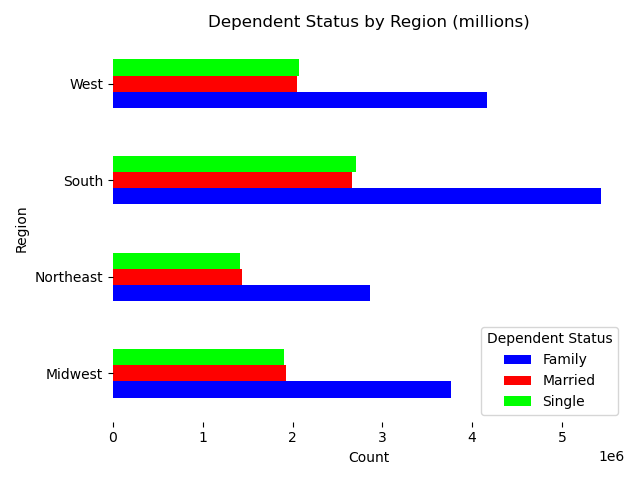 Dependent Status by Region (millions)
West
South
Northeast
Midwest
Region
0 1 2 3 4 5
1e6
Count
Dependent Status
Family
Married
Single